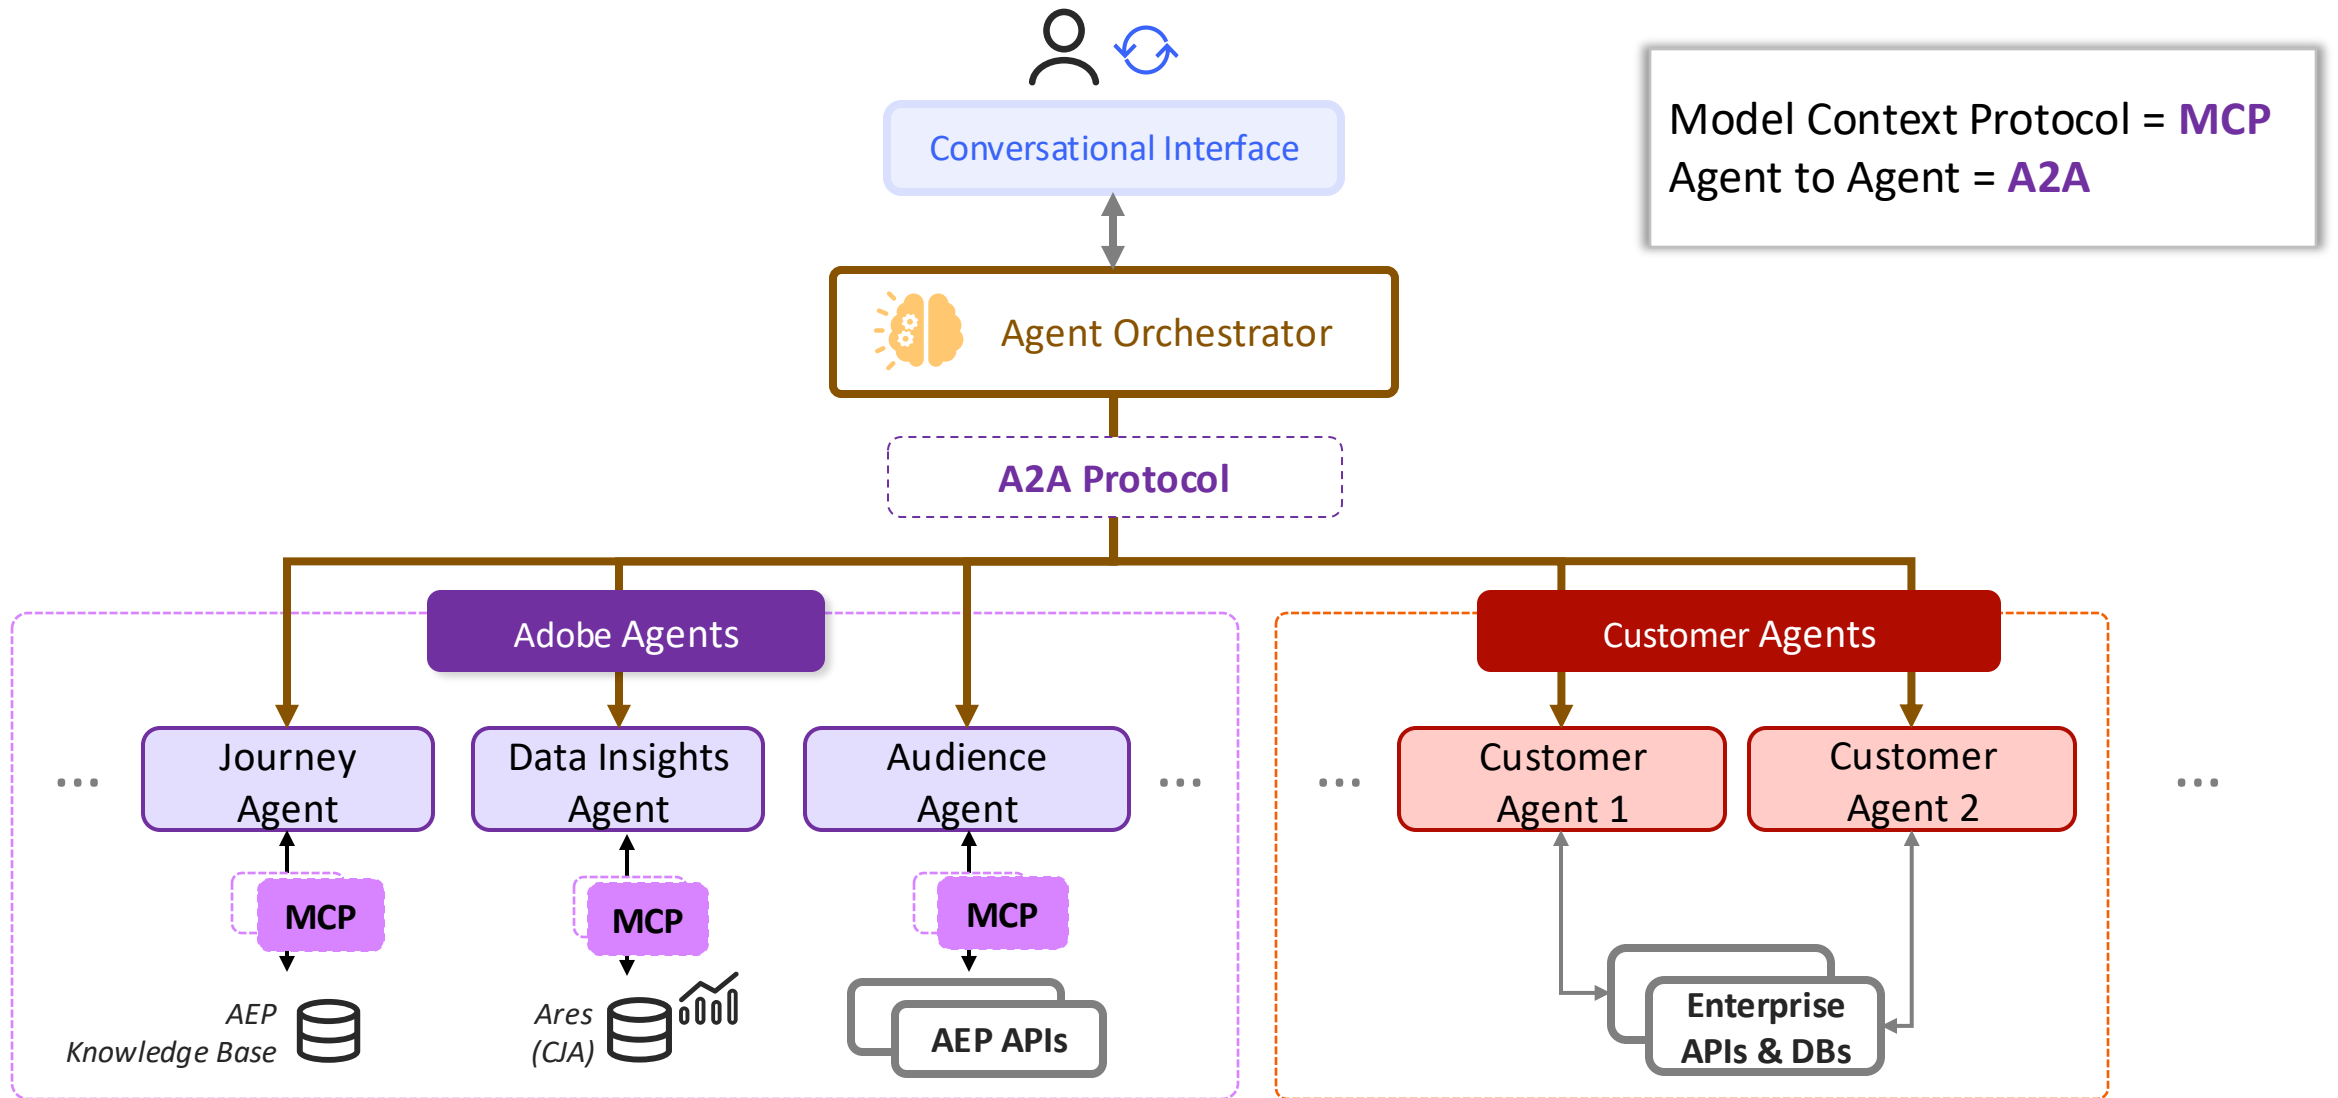 Model Context Protocol = MCP
Agent to Agent = A2A
Conversational Interface
Agent Orchestrator
A2A Protocol
Adobe Agents
Customer Agents
...
Journey
Agent
Data Insights
Agent
Audience
Agent
...
...
Customer
Agent 1
Customer
Agent 2
...
MCP
MCP
MCP
AEP
Knowledge Base
Ares
(CJA)
AEP APIs
Enterprise
APIs & DBs